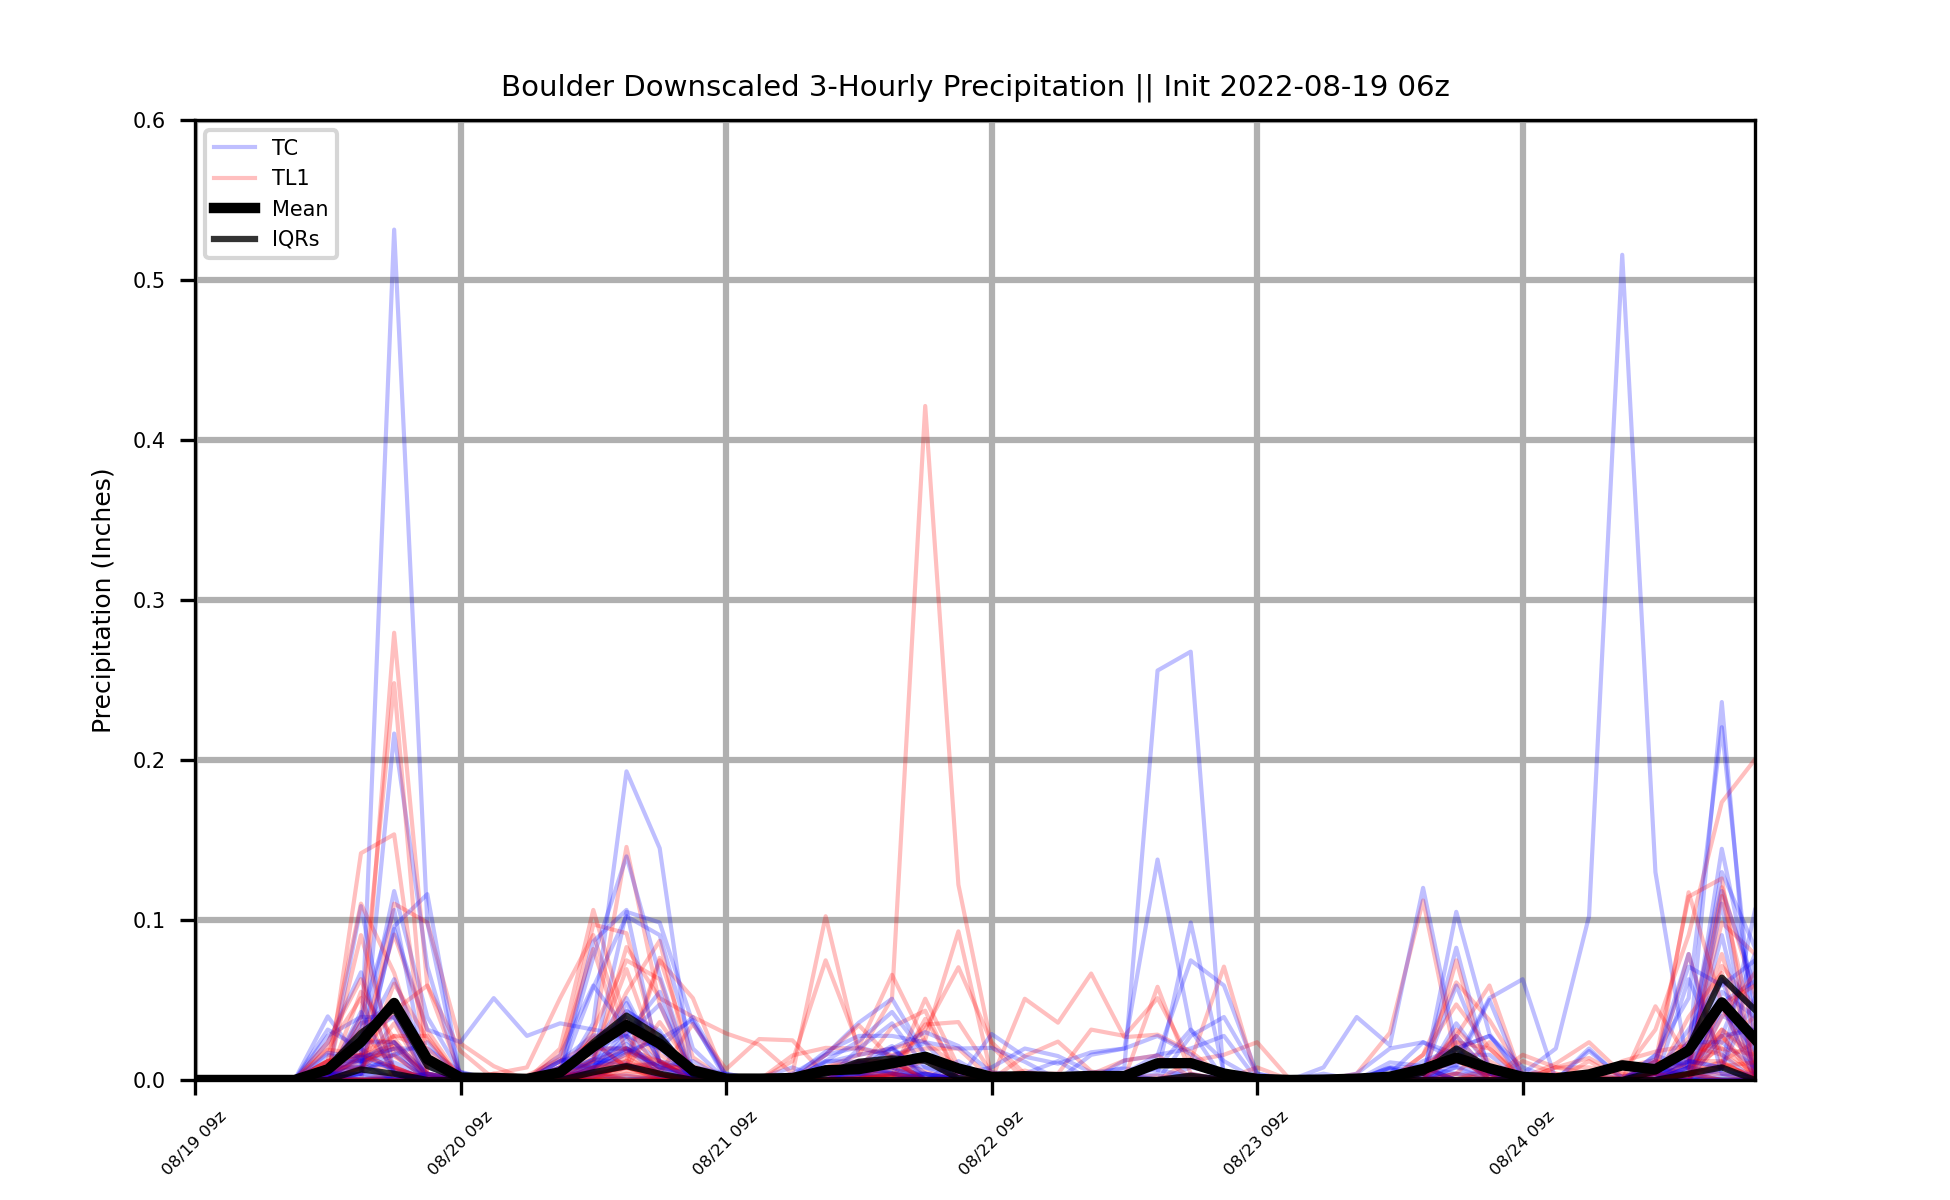 Boulder Downscaled 3-Hourly Precipitation || Init 2022-08-19 06z
TC
TL1
Mean
IQRs
Precipitation (Inches)
0.6
0.5
0.4
0.3
0.2
0.1
0.0
08/19 09z
08/20 09z
08/21 09z
08/22 09z
08/23 09z
08/24 09z